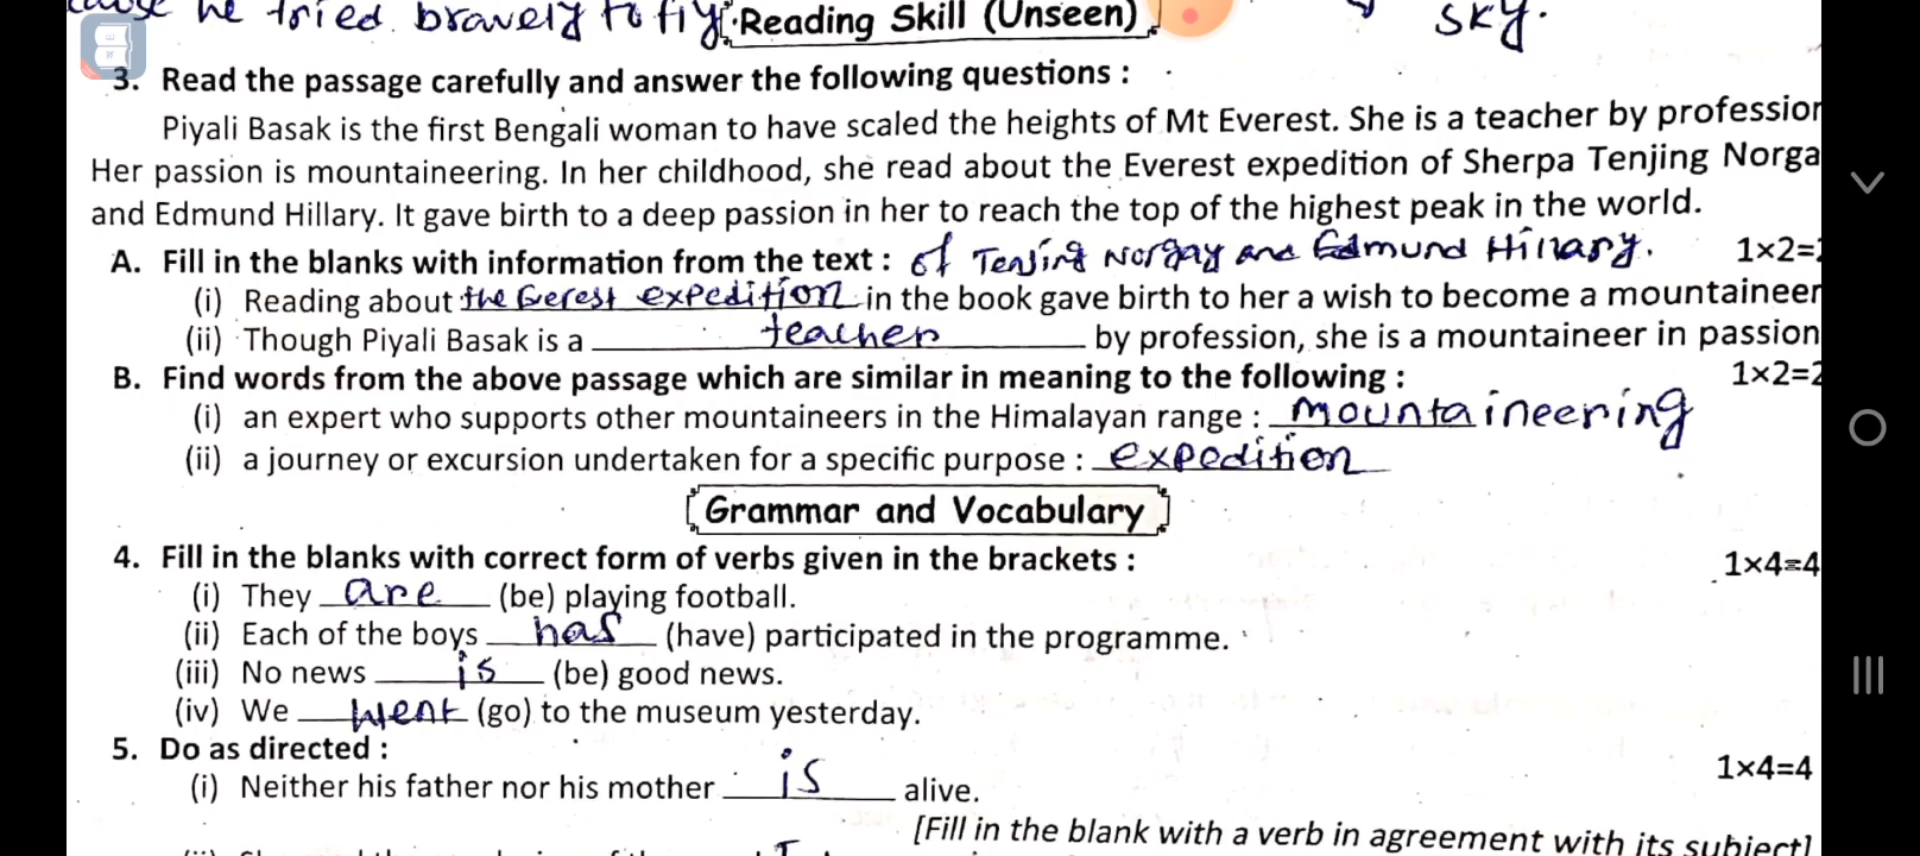 he tried bravely to fly. Reading Skill (Unseen) sky.
3. Read the passage carefully and answer the following questions :
Piyali Basak is the first Bengali woman to have scaled the heights of Mt Everest. She is a teacher by profession
Her passion is mountaineering. In her childhood, she read about the Everest expedition of Sherpa Tenjing Norga
and Edmund Hillary. It gave birth to a deep passion in her to reach the top of the highest peak in the world.
A. Fill in the blanks with information from the text : of Tenjing Norgay and Edmund Hillary. 1×2=
(i) Reading about the Everest expedition in the book gave birth to her a wish to become a mountaineer
(ii) Though Piyali Basak is a teacher by profession, she is a mountaineer in passion
B. Find words from the above passage which are similar in meaning to the following : 1×2=2
(i) an expert who supports other mountaineers in the Himalayan range : mountaineering
(ii) a journey or excursion undertaken for a specific purpose : expedition
Grammar and Vocabulary
4. Fill in the blanks with correct form of verbs given in the brackets : 1×4=4
(i) They are (be) playing football.
(ii) Each of the boys has (have) participated in the programme.
(iii) No news is (be) good news.
(iv) We went (go) to the museum yesterday.
5. Do as directed : 1×4=4
(i) Neither his father nor his mother is alive.
[Fill in the blank with a verb in agreement with its subject]